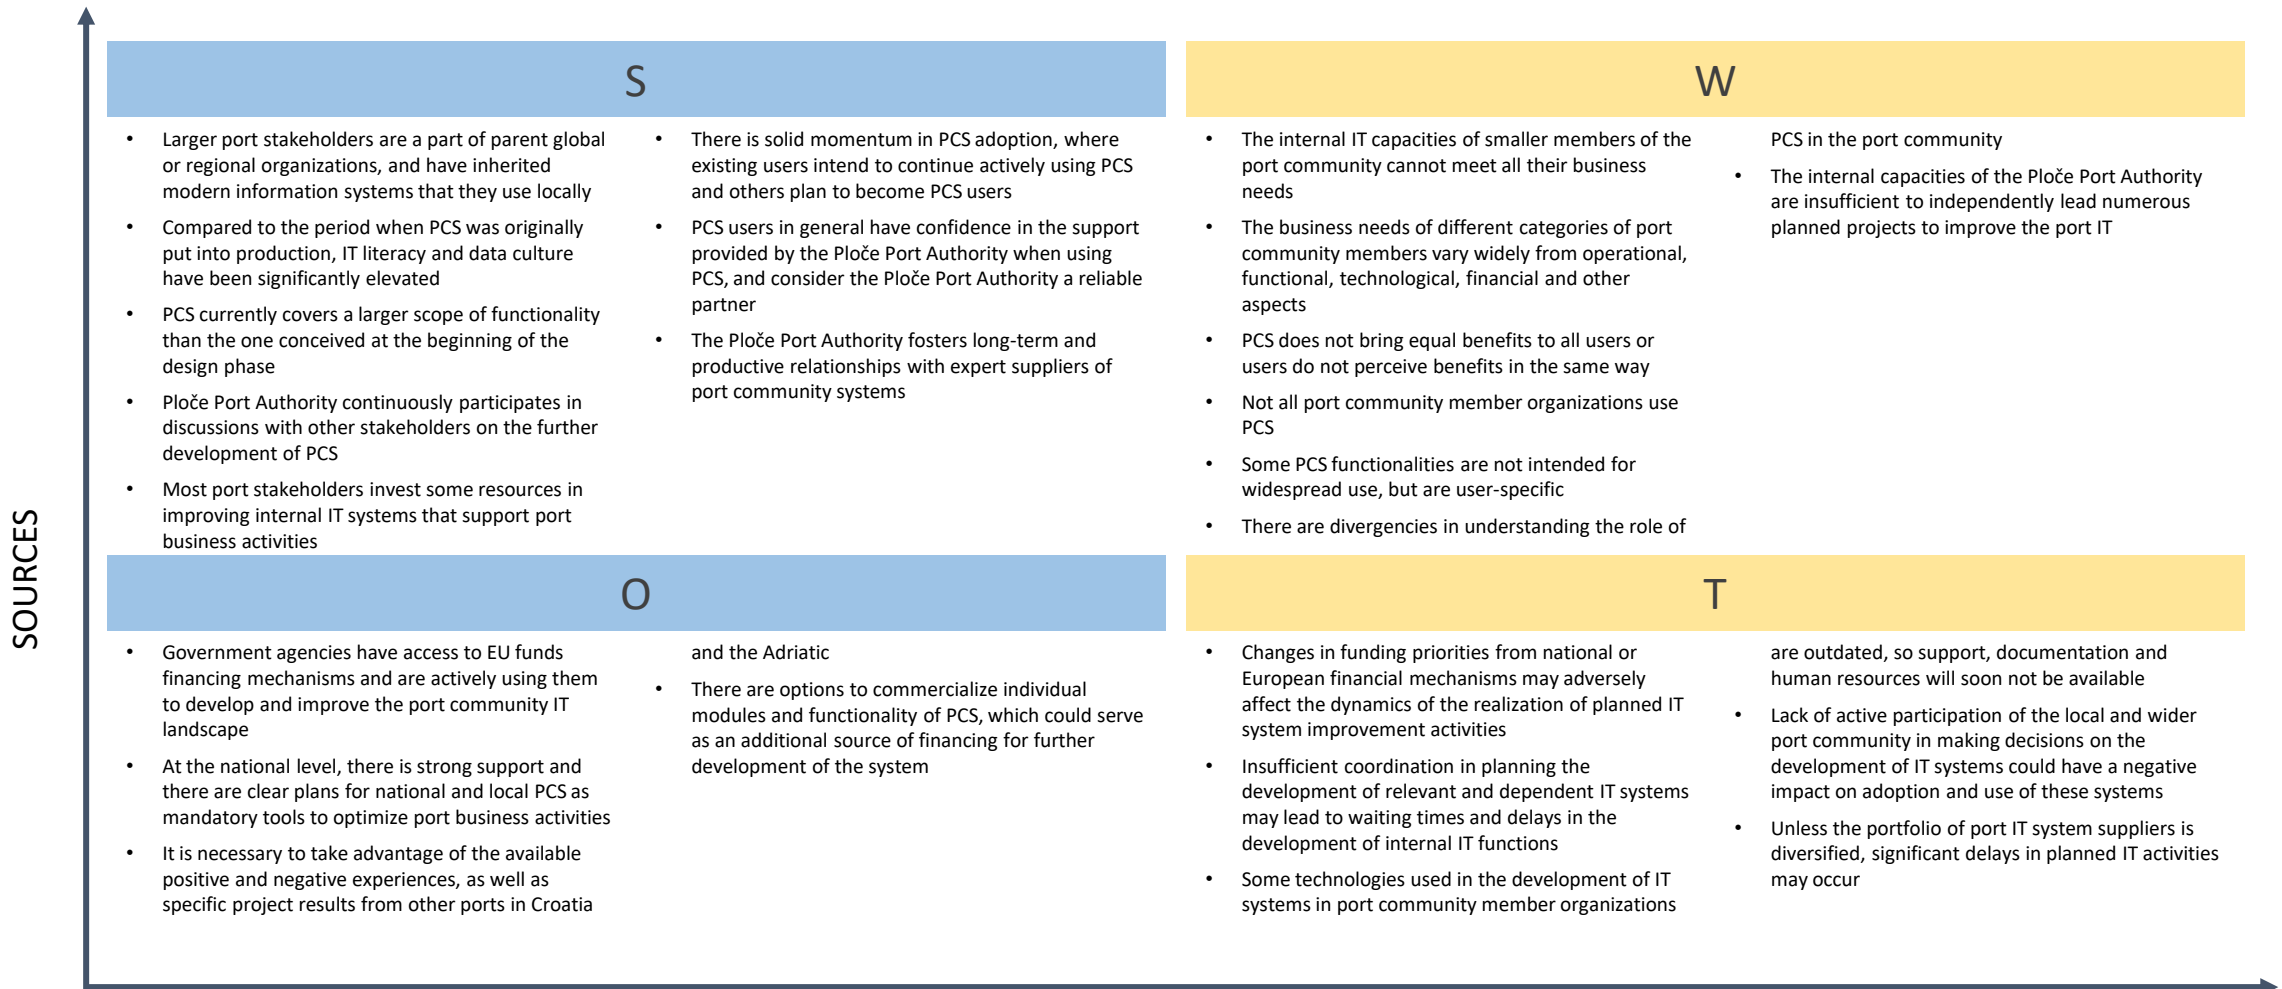 S
• Larger port stakeholders are a part of parent global
or regional organizations, and have inherited
modern information systems that they use locally
• Compared to the period when PCS was originally
put into production, IT literacy and data culture
have been significantly elevated
• PCS currently covers a larger scope of functionality
than the one conceived at the beginning of the
design phase
• Ploče Port Authority continuously participates in
discussions with other stakeholders on the further
development of PCS
• Most port stakeholders invest some resources in
improving internal IT systems that support port
business activities
• There is solid momentum in PCS adoption, where
existing users intend to continue actively using PCS
and others plan to become PCS users
• PCS users in general have confidence in the support
provided by the Ploče Port Authority when using
PCS, and consider the Ploče Port Authority a reliable
partner
• The Ploče Port Authority fosters long-term and
productive relationships with expert suppliers of
port community systems
W
• The internal IT capacities of smaller members of the
port community cannot meet all their business
needs
• The business needs of different categories of port
community members vary widely from operational,
functional, technological, financial and other
aspects
• PCS does not bring equal benefits to all users or
users do not perceive benefits in the same way
• Not all port community member organizations use
PCS
• Some PCS functionalities are not intended for
widespread use, but are user-specific
• There are divergencies in understanding the role of
PCS in the port community
• The internal capacities of the Ploče Port Authority
are insufficient to independently lead numerous
planned projects to improve the port IT
SOURCES
O
• Government agencies have access to EU funds
financing mechanisms and are actively using them
to develop and improve the port community IT
landscape
• At the national level, there is strong support and
there are clear plans for national and local PCS as
mandatory tools to optimize port business activities
• It is necessary to take advantage of the available
positive and negative experiences, as well as
specific project results from other ports in Croatia
and the Adriatic
• There are options to commercialize individual
modules and functionality of PCS, which could serve
as an additional source of financing for further
development of the system
T
• Changes in funding priorities from national or
European financial mechanisms may adversely
affect the dynamics of the realization of planned IT
system improvement activities
• Insufficient coordination in planning the
development of relevant and dependent IT systems
may lead to waiting times and delays in the
development of internal IT functions
• Some technologies used in the development of IT
systems in port community member organizations
are outdated, so support, documentation and
human resources will soon not be available
• Lack of active participation of the local and wider
port community in making decisions on the
development of IT systems could have a negative
impact on adoption and use of these systems
• Unless the portfolio of port IT system suppliers is
diversified, significant delays in planned IT activities
may occur